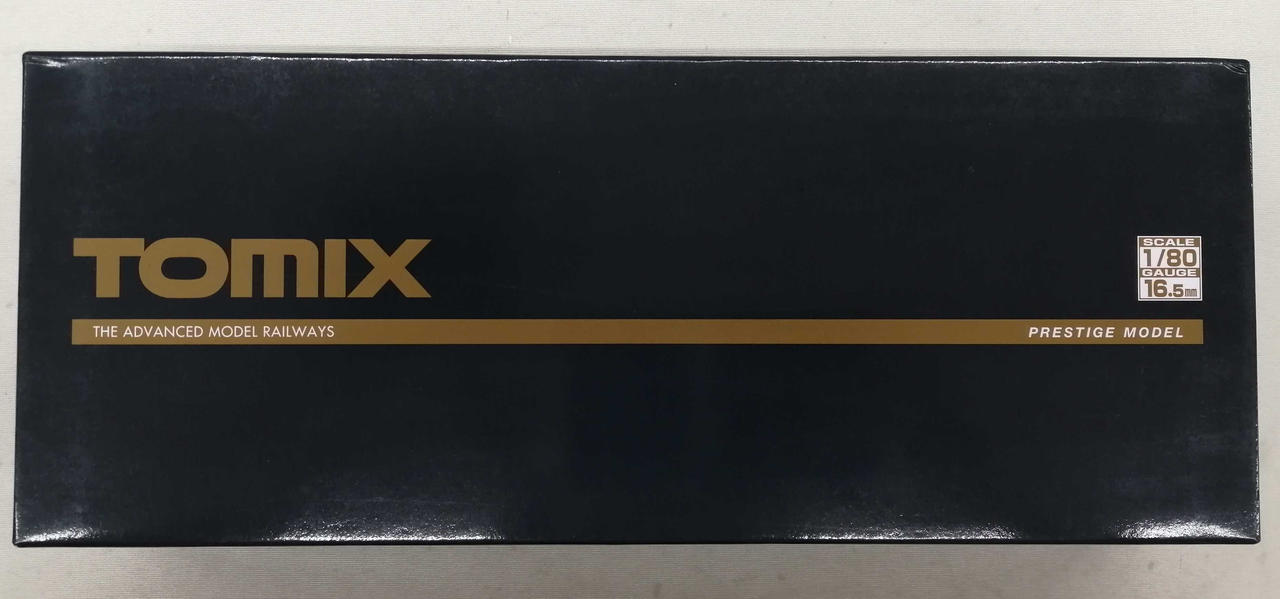 TOMIX
SCALE
1/80
GAUGE
16.5mm
THE ADVANCED MODEL RAILWAYS
PRESTIGE MODEL